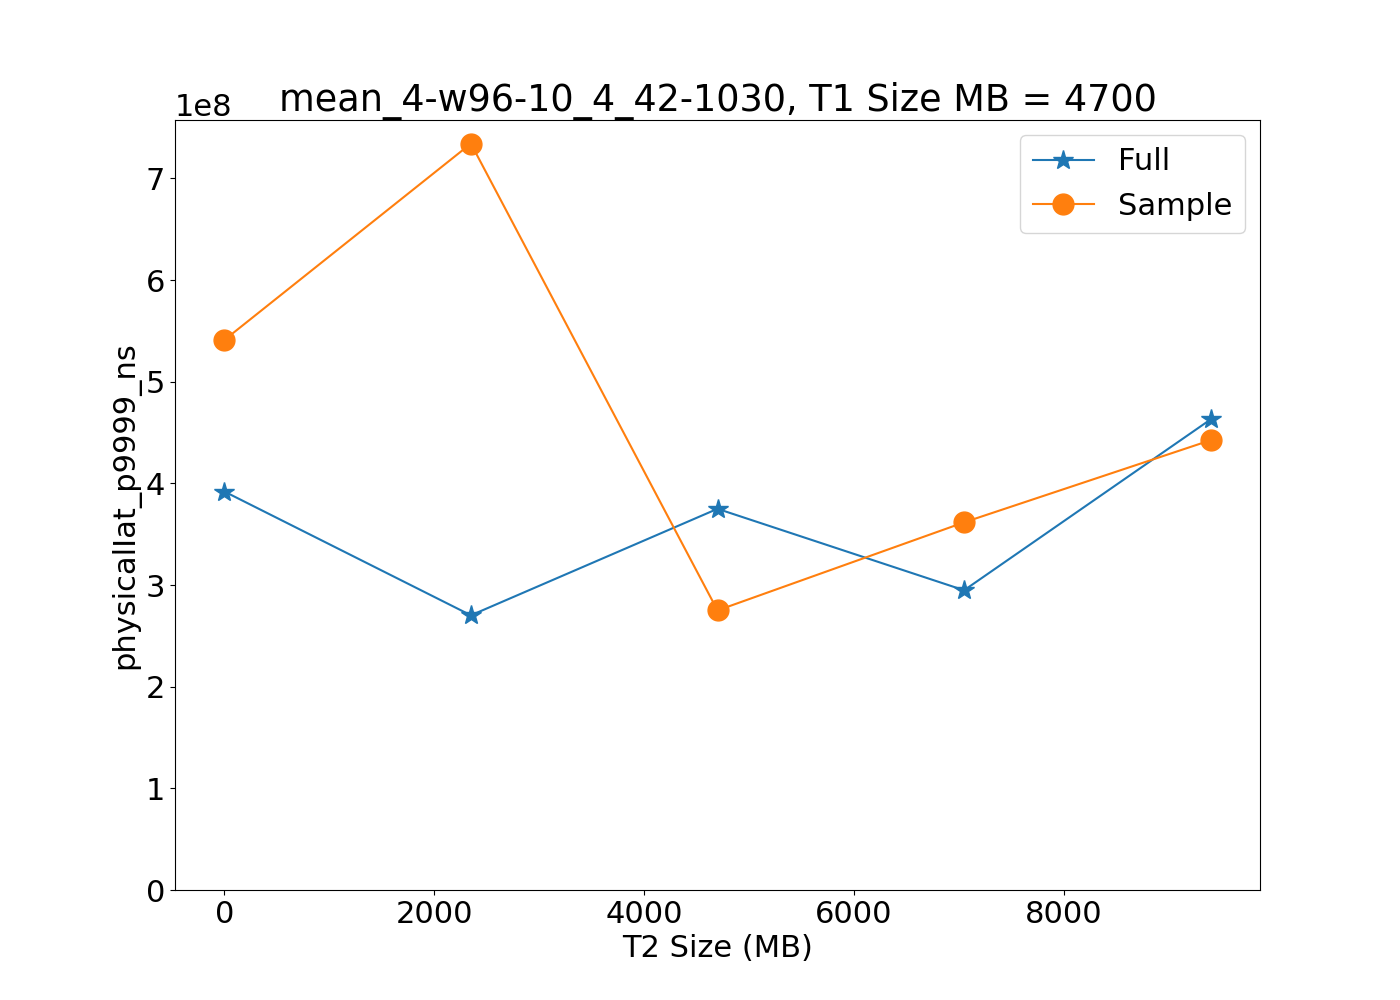 mean_4-w96-10_4_42-1030, T1 Size MB = 4700
1e8
Full
Sample
7
6
5
4
3
2
1
0
physicallat_p9999_ns
0 2000 4000 6000 8000
T2 Size (MB)